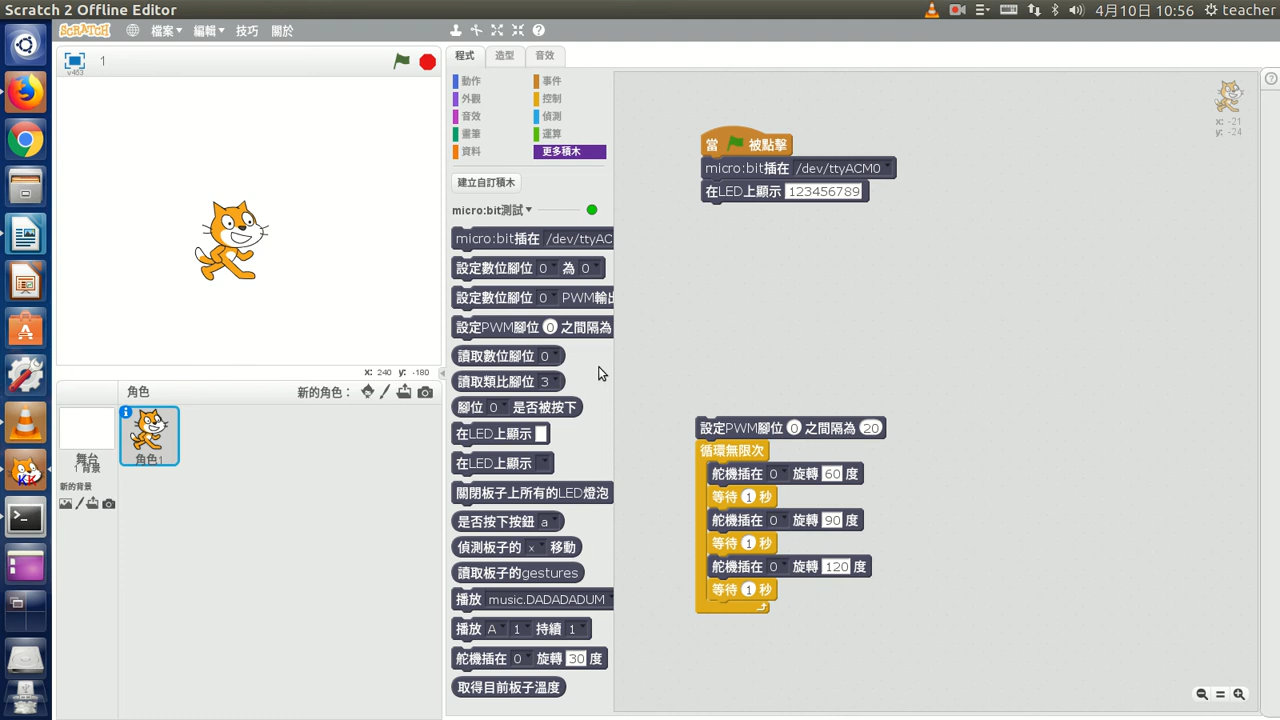 Scratch 2 Offline Editor
4月10日 10:56 teacher
SCRATCH 檔案 編輯 技巧 關於
v463 1
程式 造型 音效
動作 事件
外觀 控制
音效 偵測
畫筆 運算
資料 更多積木
建立自訂積木
micro:bit測試
micro:bit插在 /dev/ttyAC
設定數位腳位 0 為 0
設定數位腳位 0 PWM輸出
設定PWM腳位 0 之間隔為
讀取數位腳位 0
讀取類比腳位 3
腳位 0 是否被按下
在LED上顯示
在LED上顯示
關閉板子上所有的LED燈泡
是否按下按鈕 a
偵測板子的 x 移動
讀取板子的gestures
播放 music.DADADADUM
播放 A 1 持續 1
舵機插在 0 旋轉 30 度
取得目前板子溫度
當 被點擊
micro:bit插在 /dev/ttyACM0
在LED上顯示 123456789
設定PWM腳位 0 之間隔為 20
循環無限次
舵機插在 0 旋轉 60 度
等待 1 秒
舵機插在 0 旋轉 90 度
等待 1 秒
舵機插在 0 旋轉 120 度
等待 1 秒
x: -21
y: -24
x: 240 y: -180
角色 新的角色：
舞台
1 背景
新的背景
角色1
KK